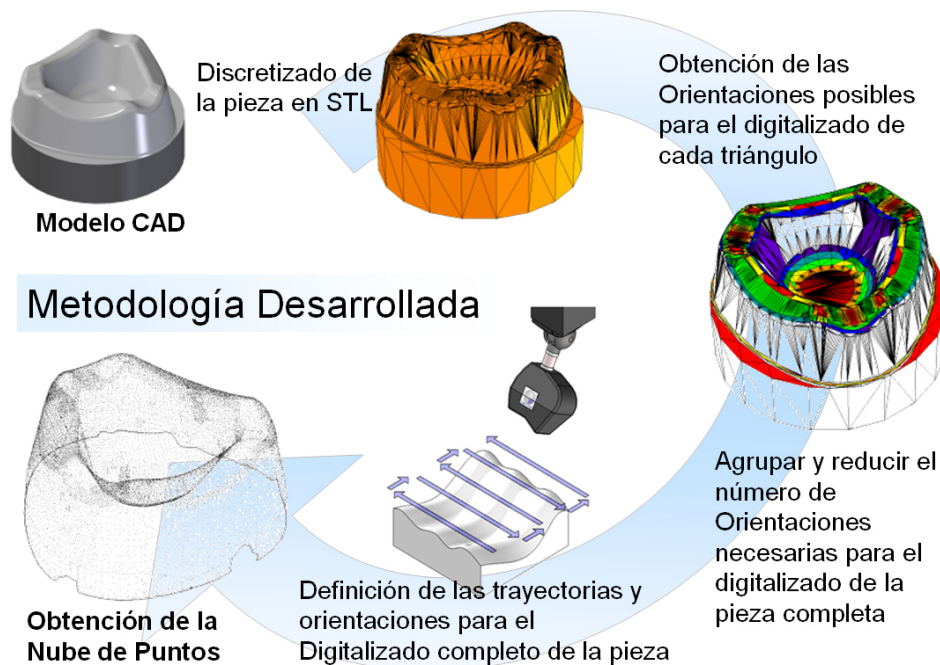 Modelo CAD
Discretizado de
la pieza en STL
Obtención de las
Orientaciones posibles
para el digitalizado de
cada triángulo
Metodología Desarrollada
Agrupar y reducir el
número de
Orientaciones
necesarias para el
digitalizado de la
pieza completa
Definición de las trayectorias y
orientaciones para el
Digitalizado completo de la pieza
Obtención de la
Nube de Puntos